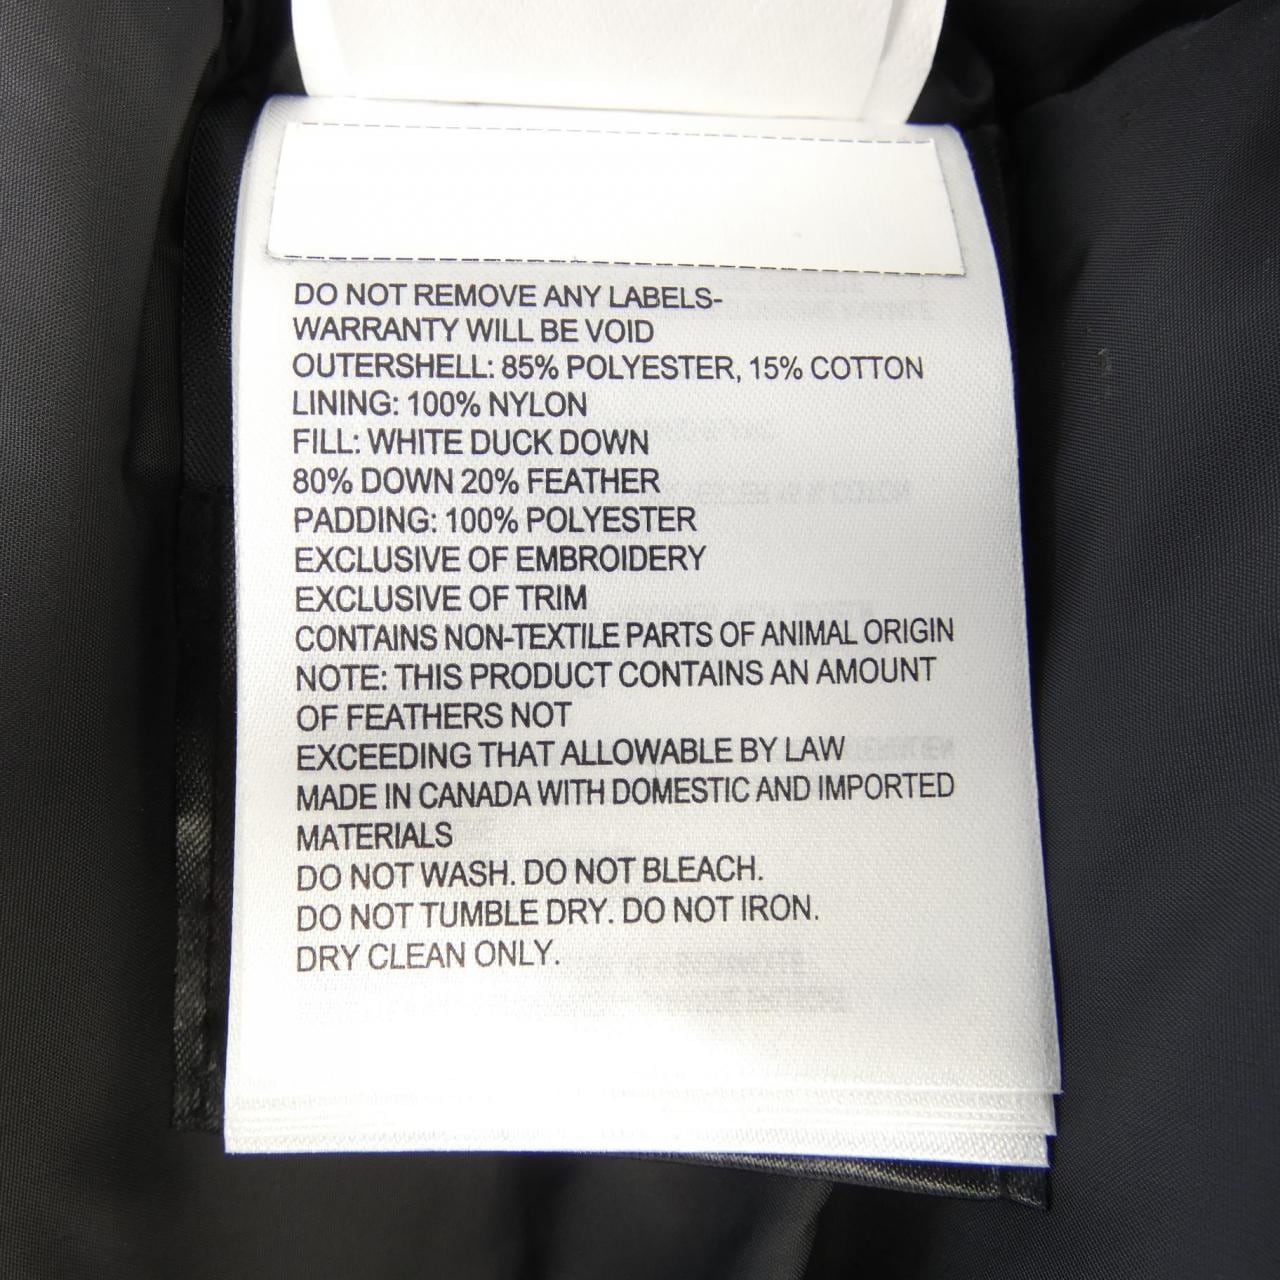 DO NOT REMOVE ANY LABELS-
WARRANTY WILL BE VOID
OUTERSHELL: 85% POLYESTER, 15% COTTON
LINING: 100% NYLON
FILL: WHITE DUCK DOWN
80% DOWN 20% FEATHER
PADDING: 100% POLYESTER
EXCLUSIVE OF EMBROIDERY
EXCLUSIVE OF TRIM
CONTAINS NON-TEXTILE PARTS OF ANIMAL ORIGIN
NOTE: THIS PRODUCT CONTAINS AN AMOUNT
OF FEATHERS NOT
EXCEEDING THAT ALLOWABLE BY LAW
MADE IN CANADA WITH DOMESTIC AND IMPORTED
MATERIALS
DO NOT WASH. DO NOT BLEACH.
DO NOT TUMBLE DRY. DO NOT IRON.
DRY CLEAN ONLY.